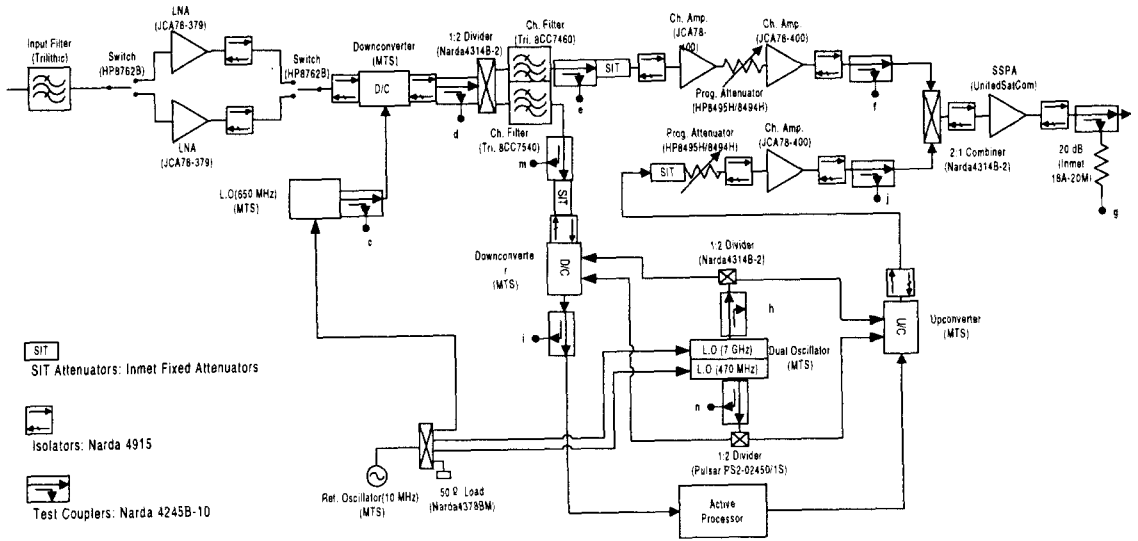 LNA
(JCA78-379)
Input Filter
(Trilithic)
Switch
(HP8762B)
LNA
(JCA78-379)
Switch
(HP8762B)
Downconverter
(MTS)
D/C
1:2 Divider
(Narda4314B-2)
d
Ch. Filter
(Tri. 8CC7460)
Ch. Filter
(Tri. 8CC7540)
e
SIT
Ch. Amp.
(JCA78-
400)
Prog. Attenuator
(HP8495H/8494H)
Ch. Amp.
(JCA78-400)
f
Prog. Attenuator
(HP8495H/8494H)
Ch. Amp.
(JCA78-400)
SIT
j
2:1 Combiner
(Narda4314B-2)
SSPA
(UnitedSatCom)
20 dB
(Inmet
18A-20M)
g
L.O(650 MHz)
(MTS)
c
m
SIT
Downconverte
r
(MTS)
D/C
i
1:2 Divider
(Narda4314B-2)
h
L.O (7 GHz)
L.O (470 MHz)
Dual Oscillator
(MTS)
n
1:2 Divider
(Pulsar PS2-02450/1S)
U/C
Upconverter
(MTS)
SIT
SIT Attenuators: Inmet Fixed Attenuators
Isolators: Narda 4915
Test Couplers: Narda 4245B-10
Ref. Oscillator(10 MHz)
(MTS)
50 Ω Load
(Narda4378BM)
Active
Processor